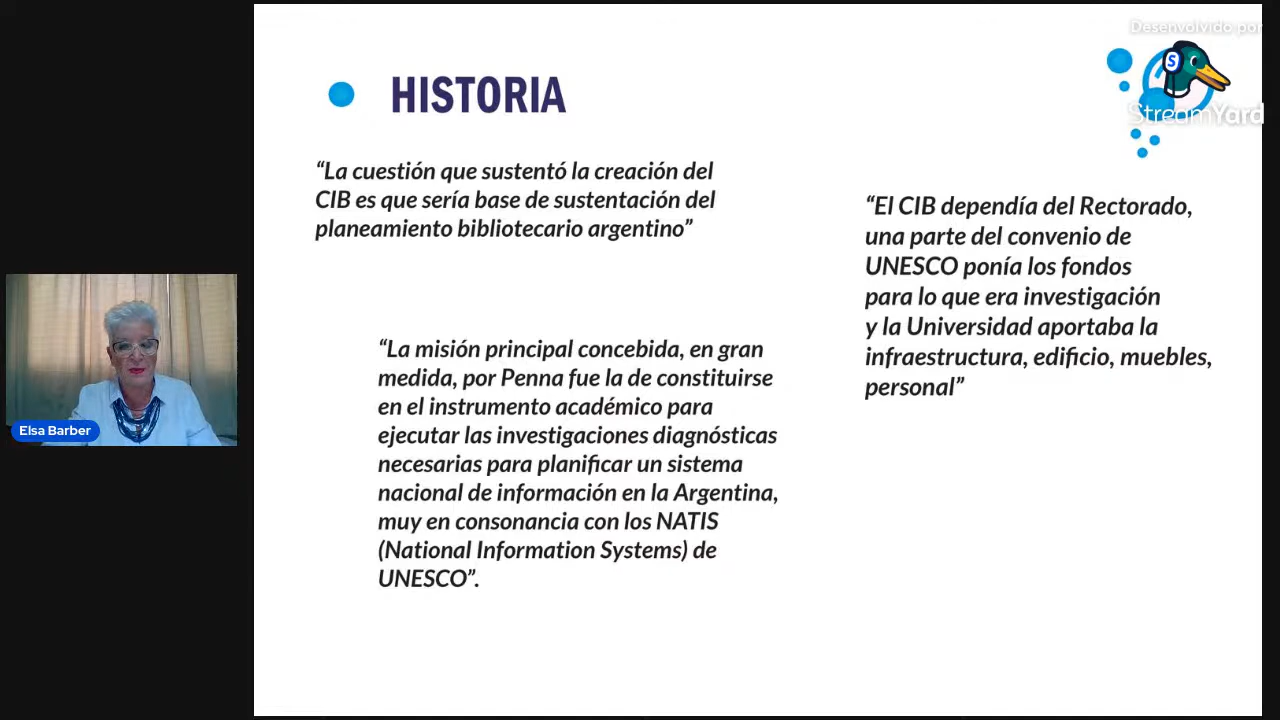 Desenvolvido por
StreamYard
HISTORIA
“La cuestión que sustentó la creación del
CIB es que sería base de sustentación del
planeamiento bibliotecario argentino”
“La misión principal concebida, en gran
medida, por Penna fue la de constituirse
en el instrumento académico para
ejecutar las investigaciones diagnósticas
necesarias para planificar un sistema
nacional de información en la Argentina,
muy en consonancia con los NATIS
(National Information Systems) de
UNESCO”.
“El CIB dependía del Rectorado,
una parte del convenio de
UNESCO ponía los fondos
para lo que era investigación
y la Universidad aportaba la
infraestructura, edificio, muebles,
personal”
Elsa Barber